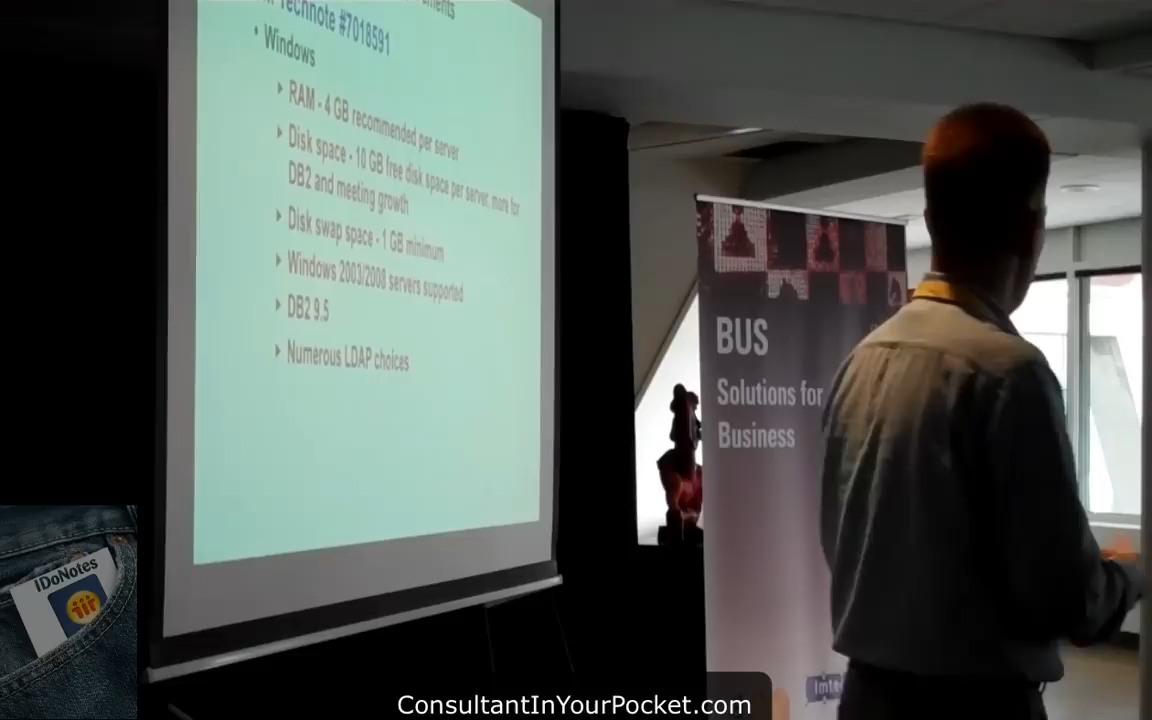 Technote #7018591
• Windows
RAM - 4 GB recommended per server
Disk space - 10 GB free disk space per server, more for
DB2 and meeting growth
Disk swap space - 1 GB minimum
Windows 2003/2008 servers supported
DB2 9.5
Numerous LDAP choices
BUS
Solutions for
Business
IDoNotes
ConsultantInYourPocket.com